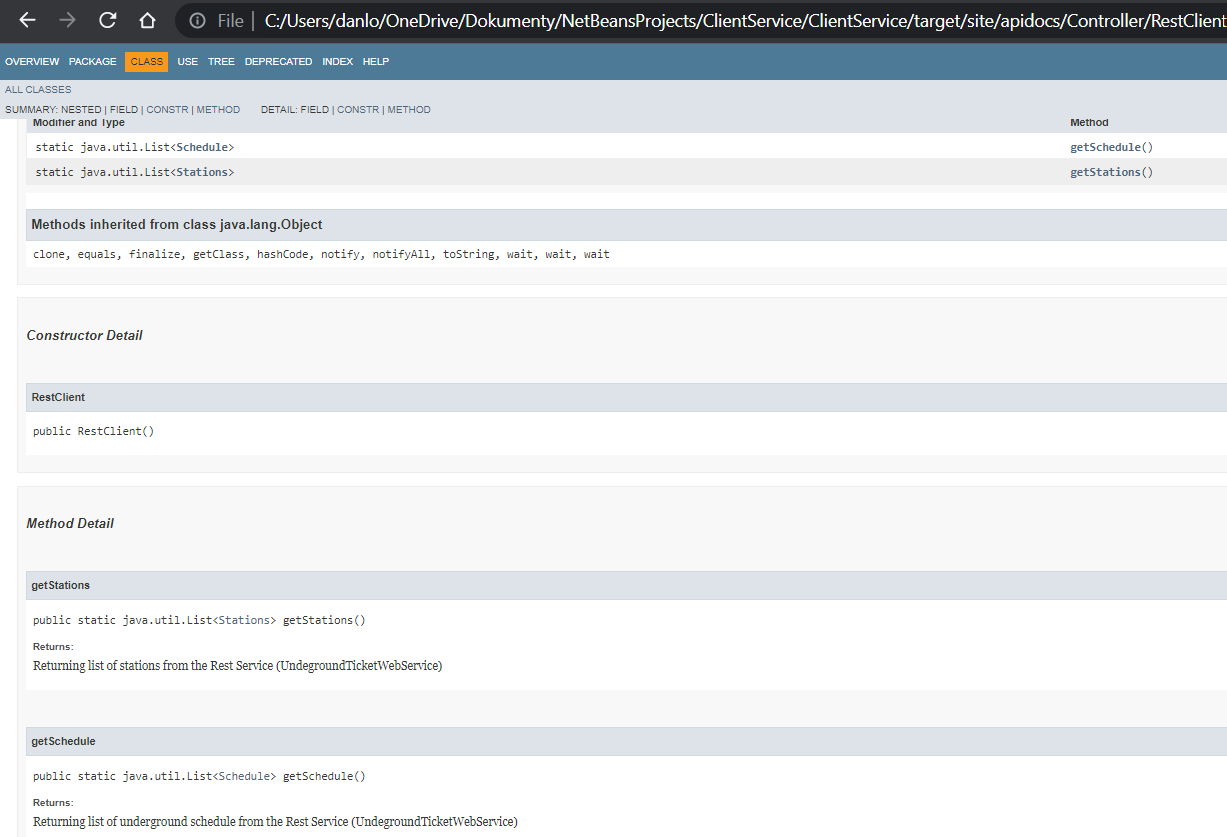 File | C:/Users/danlo/OneDrive/Dokumenty/NetBeansProjects/ClientService/ClientService/target/site/apidocs/Controller/RestClient
OVERVIEW PACKAGE CLASS USE TREE DEPRECATED INDEX HELP
ALL CLASSES
SUMMARY: NESTED | FIELD | CONSTR | METHOD DETAIL: FIELD | CONSTR | METHOD
Modifier and Type Method
static java.util.List<Schedule> getSchedule()
static java.util.List<Stations> getStations()
Methods inherited from class java.lang.Object
clone, equals, finalize, getClass, hashCode, notify, notifyAll, toString, wait, wait, wait
Constructor Detail
RestClient
public RestClient()
Method Detail
getStations
public static java.util.List<Stations> getStations()
Returns:
Returning list of stations from the Rest Service (UndegroundTicketWebService)
getSchedule
public static java.util.List<Schedule> getSchedule()
Returns:
Returning list of underground schedule from the Rest Service (UndegroundTicketWebService)